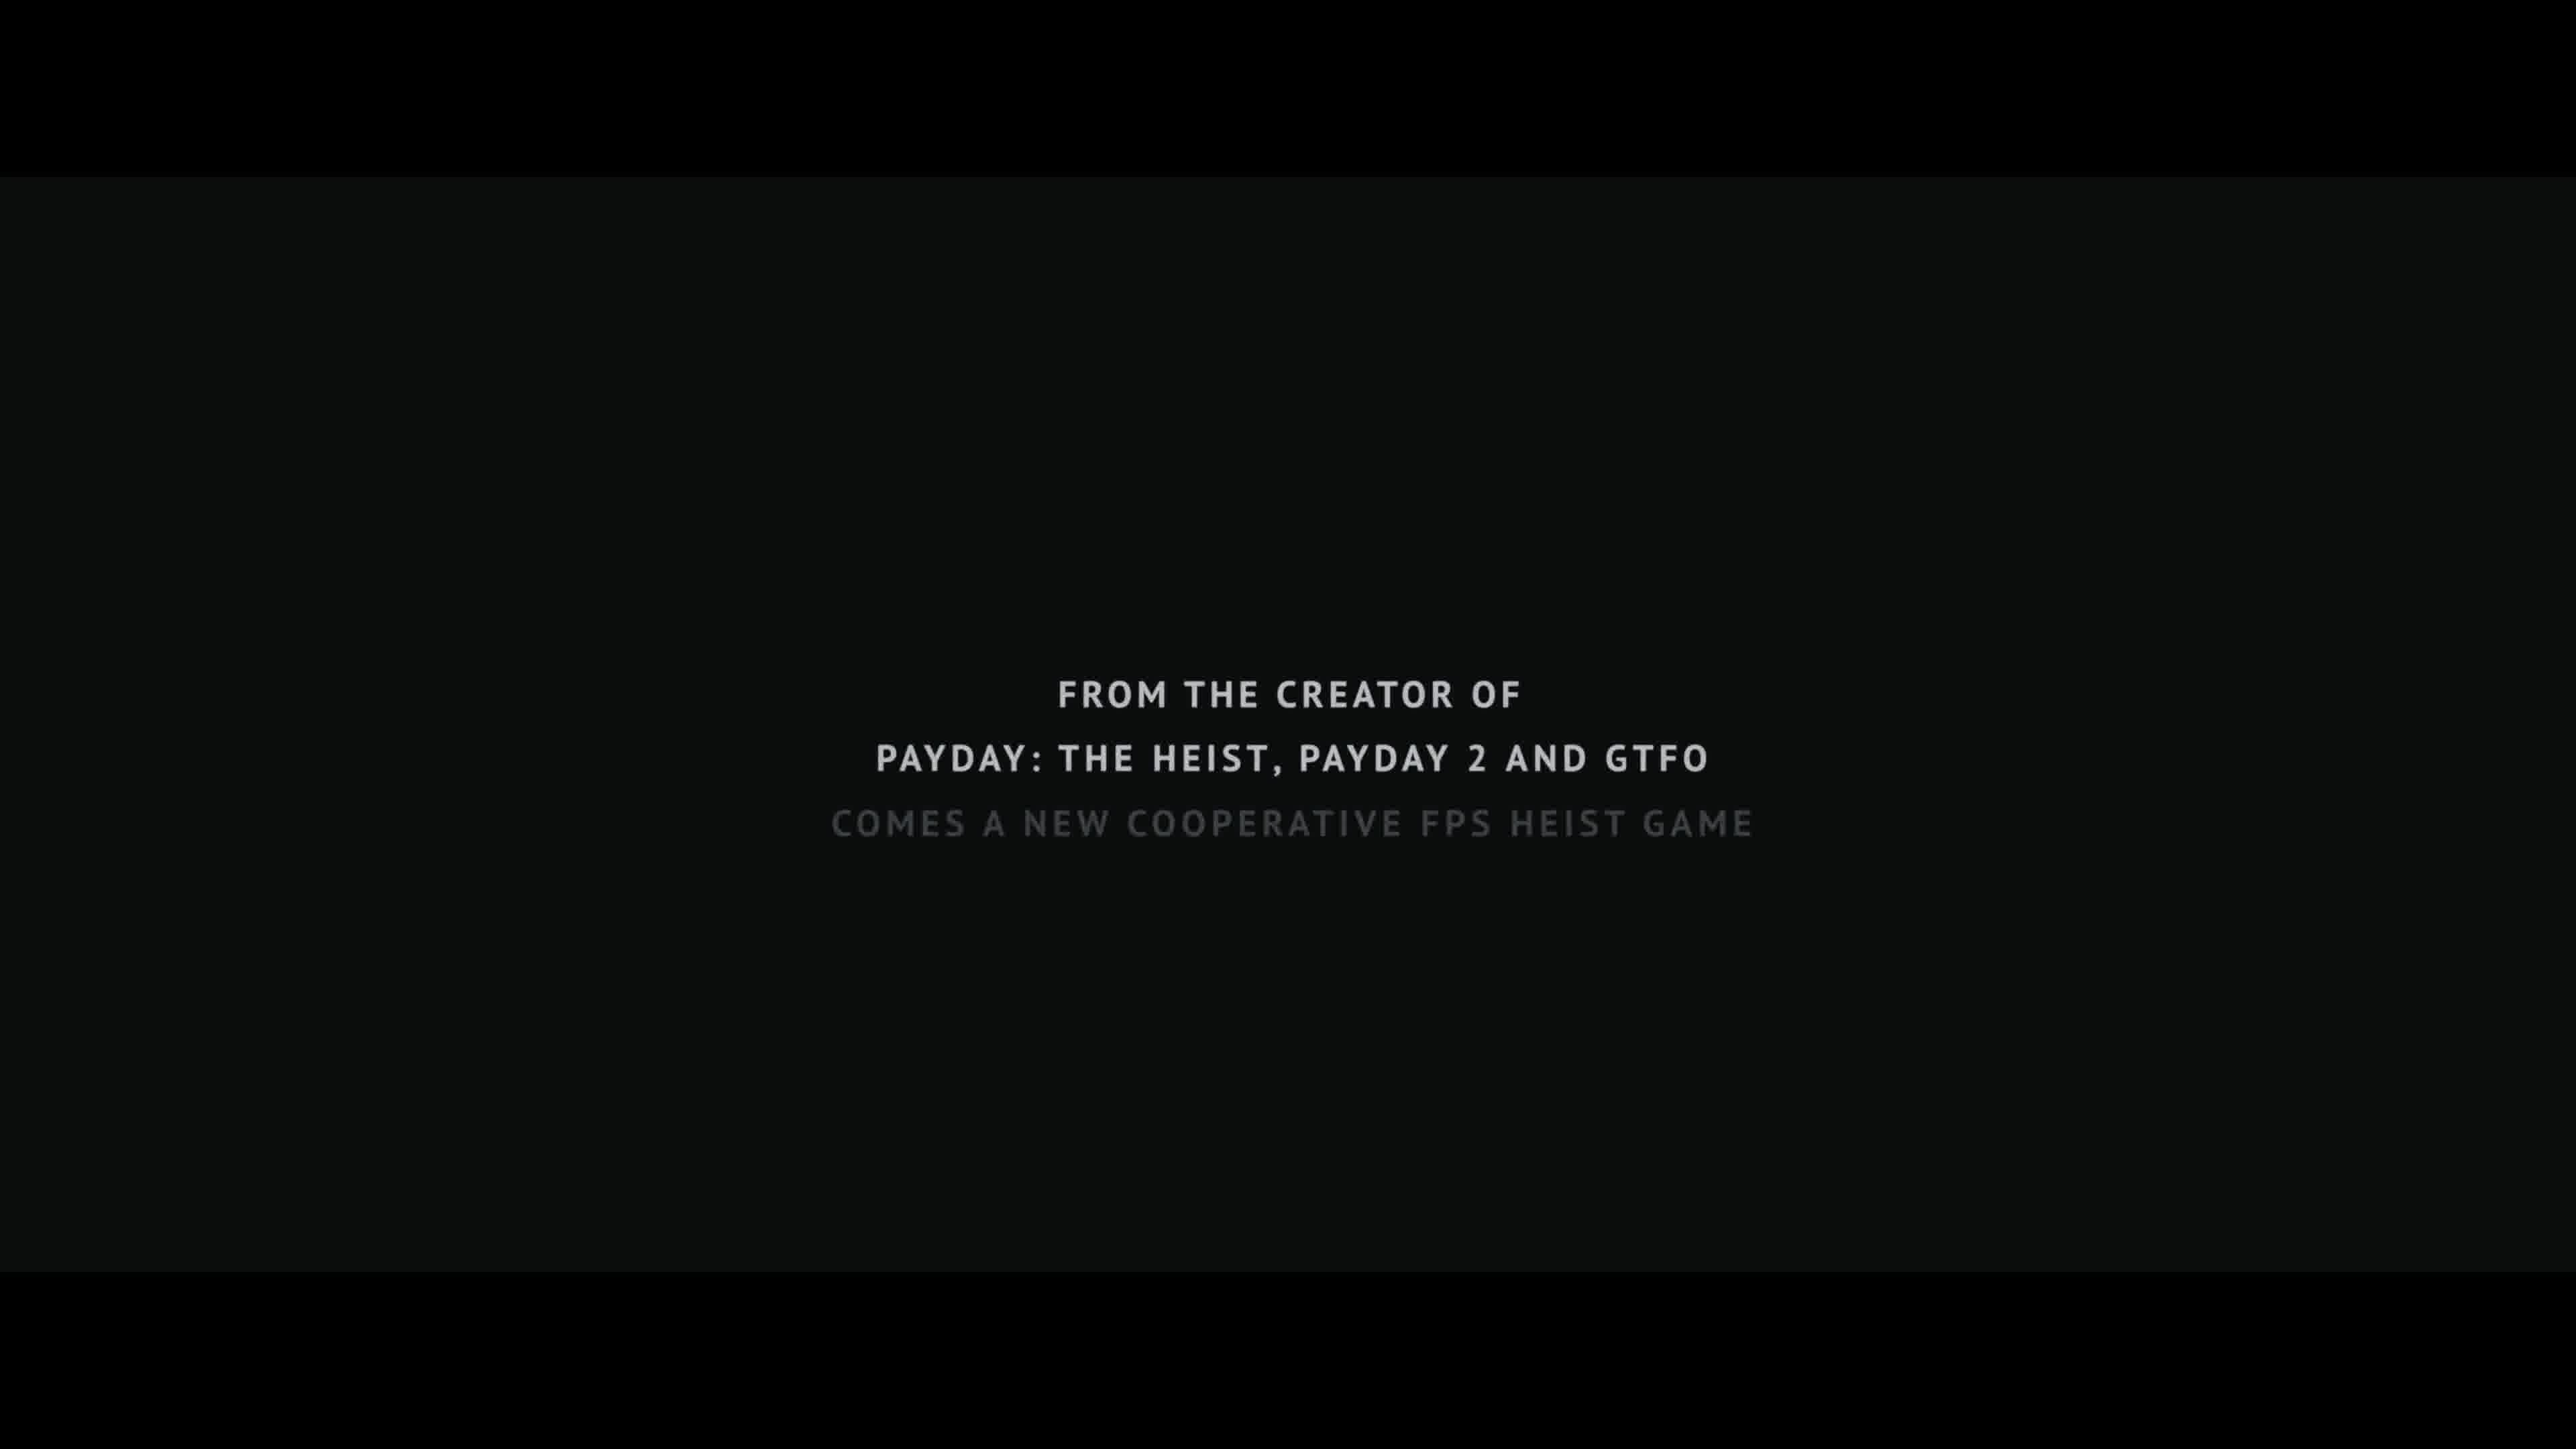 FROM THE CREATOR OF
PAYDAY: THE HEIST, PAYDAY 2 AND GTFO
COMES A NEW COOPERATIVE FPS HEIST GAME